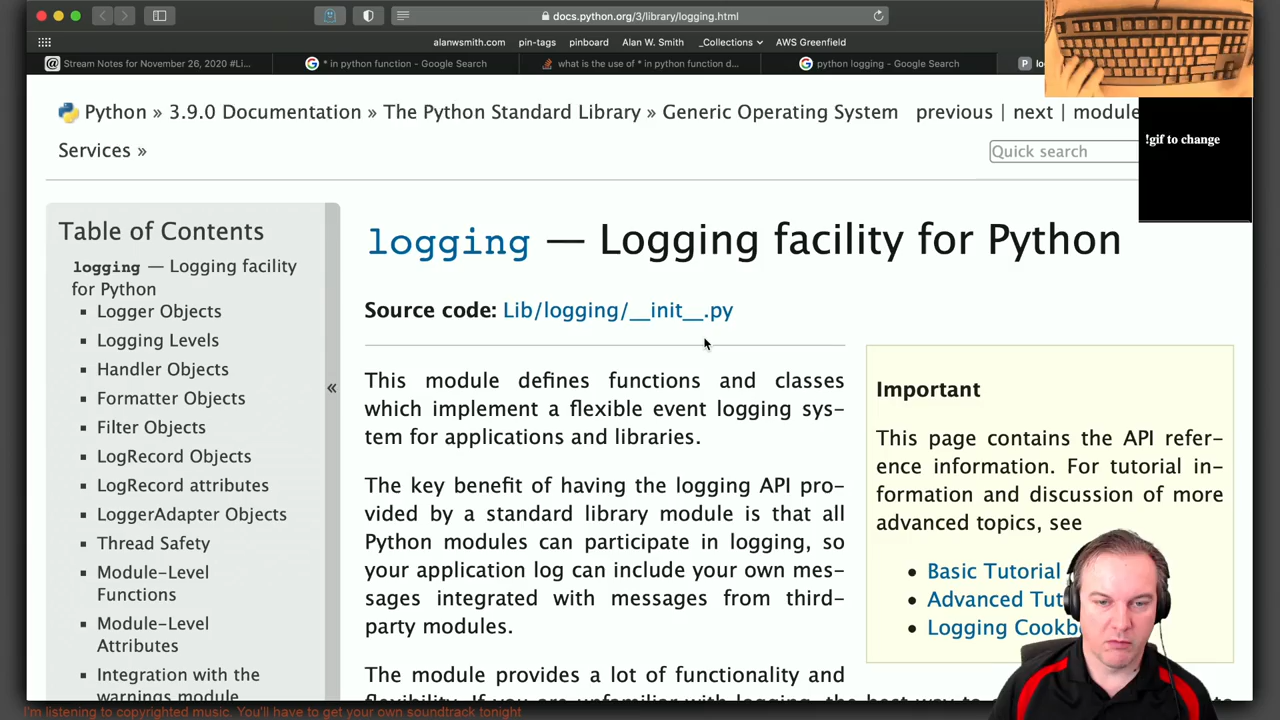 docs.python.org/3/library/logging.html
alanwsmith.com pin-tags pinboard Alan W. Smith _Collections AWS Greenfield
Stream Notes for November 26, 2020 #Li... * in python function - Google Search what is the use of * in python function d... python logging - Google Search
Python » 3.9.0 Documentation » The Python Standard Library » Generic Operating System
Services »
previous | next | module
Quick search
!gif to change
Table of Contents
logging — Logging facility
for Python
▪ Logger Objects
▪ Logging Levels
▪ Handler Objects
▪ Formatter Objects
▪ Filter Objects
▪ LogRecord Objects
▪ LogRecord attributes
▪ LoggerAdapter Objects
▪ Thread Safety
▪ Module-Level
Functions
▪ Module-Level
Attributes
▪ Integration with the
warnings module
«
logging — Logging facility for Python
Source code: Lib/logging/__init__.py
This module defines functions and classes
which implement a flexible event logging sys-
tem for applications and libraries.
The key benefit of having the logging API pro-
vided by a standard library module is that all
Python modules can participate in logging, so
your application log can include your own mes-
sages integrated with messages from third-
party modules.
The module provides a lot of functionality and
Important
This page contains the API refer-
ence information. For tutorial in-
formation and discussion of more
advanced topics, see
• Basic Tutorial
• Advanced Tut
• Logging Cookb
I'm listening to copyrighted music. You'll have to get your own soundtrack tonight